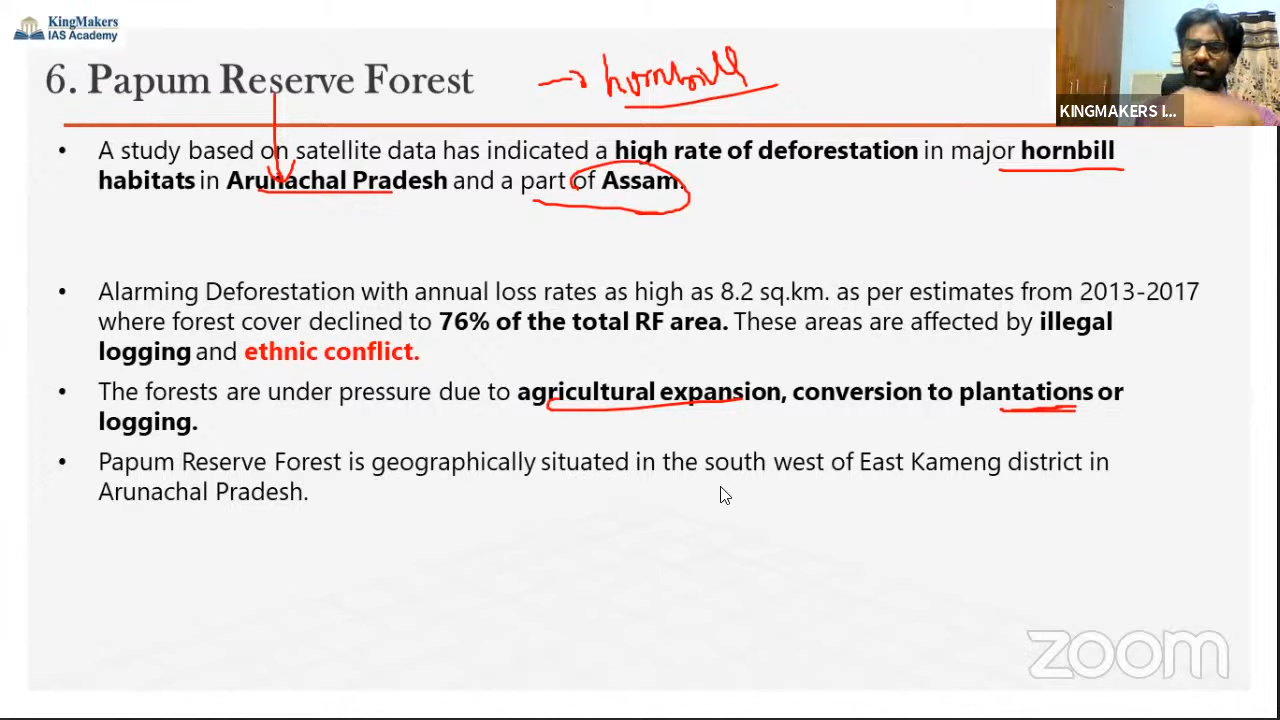 KingMakers
IAS Academy
6. Papum Reserve Forest
→ hornbill
KINGMAKERS I...
• A study based on satellite data has indicated a high rate of deforestation in major hornbill
habitats in Arunachal Pradesh and a part of Assam.
• Alarming Deforestation with annual loss rates as high as 8.2 sq.km. as per estimates from 2013-2017
where forest cover declined to 76% of the total RF area. These areas are affected by illegal
logging and ethnic conflict.
• The forests are under pressure due to agricultural expansion, conversion to plantations or
logging.
• Papum Reserve Forest is geographically situated in the south west of East Kameng district in
Arunachal Pradesh.
zoom